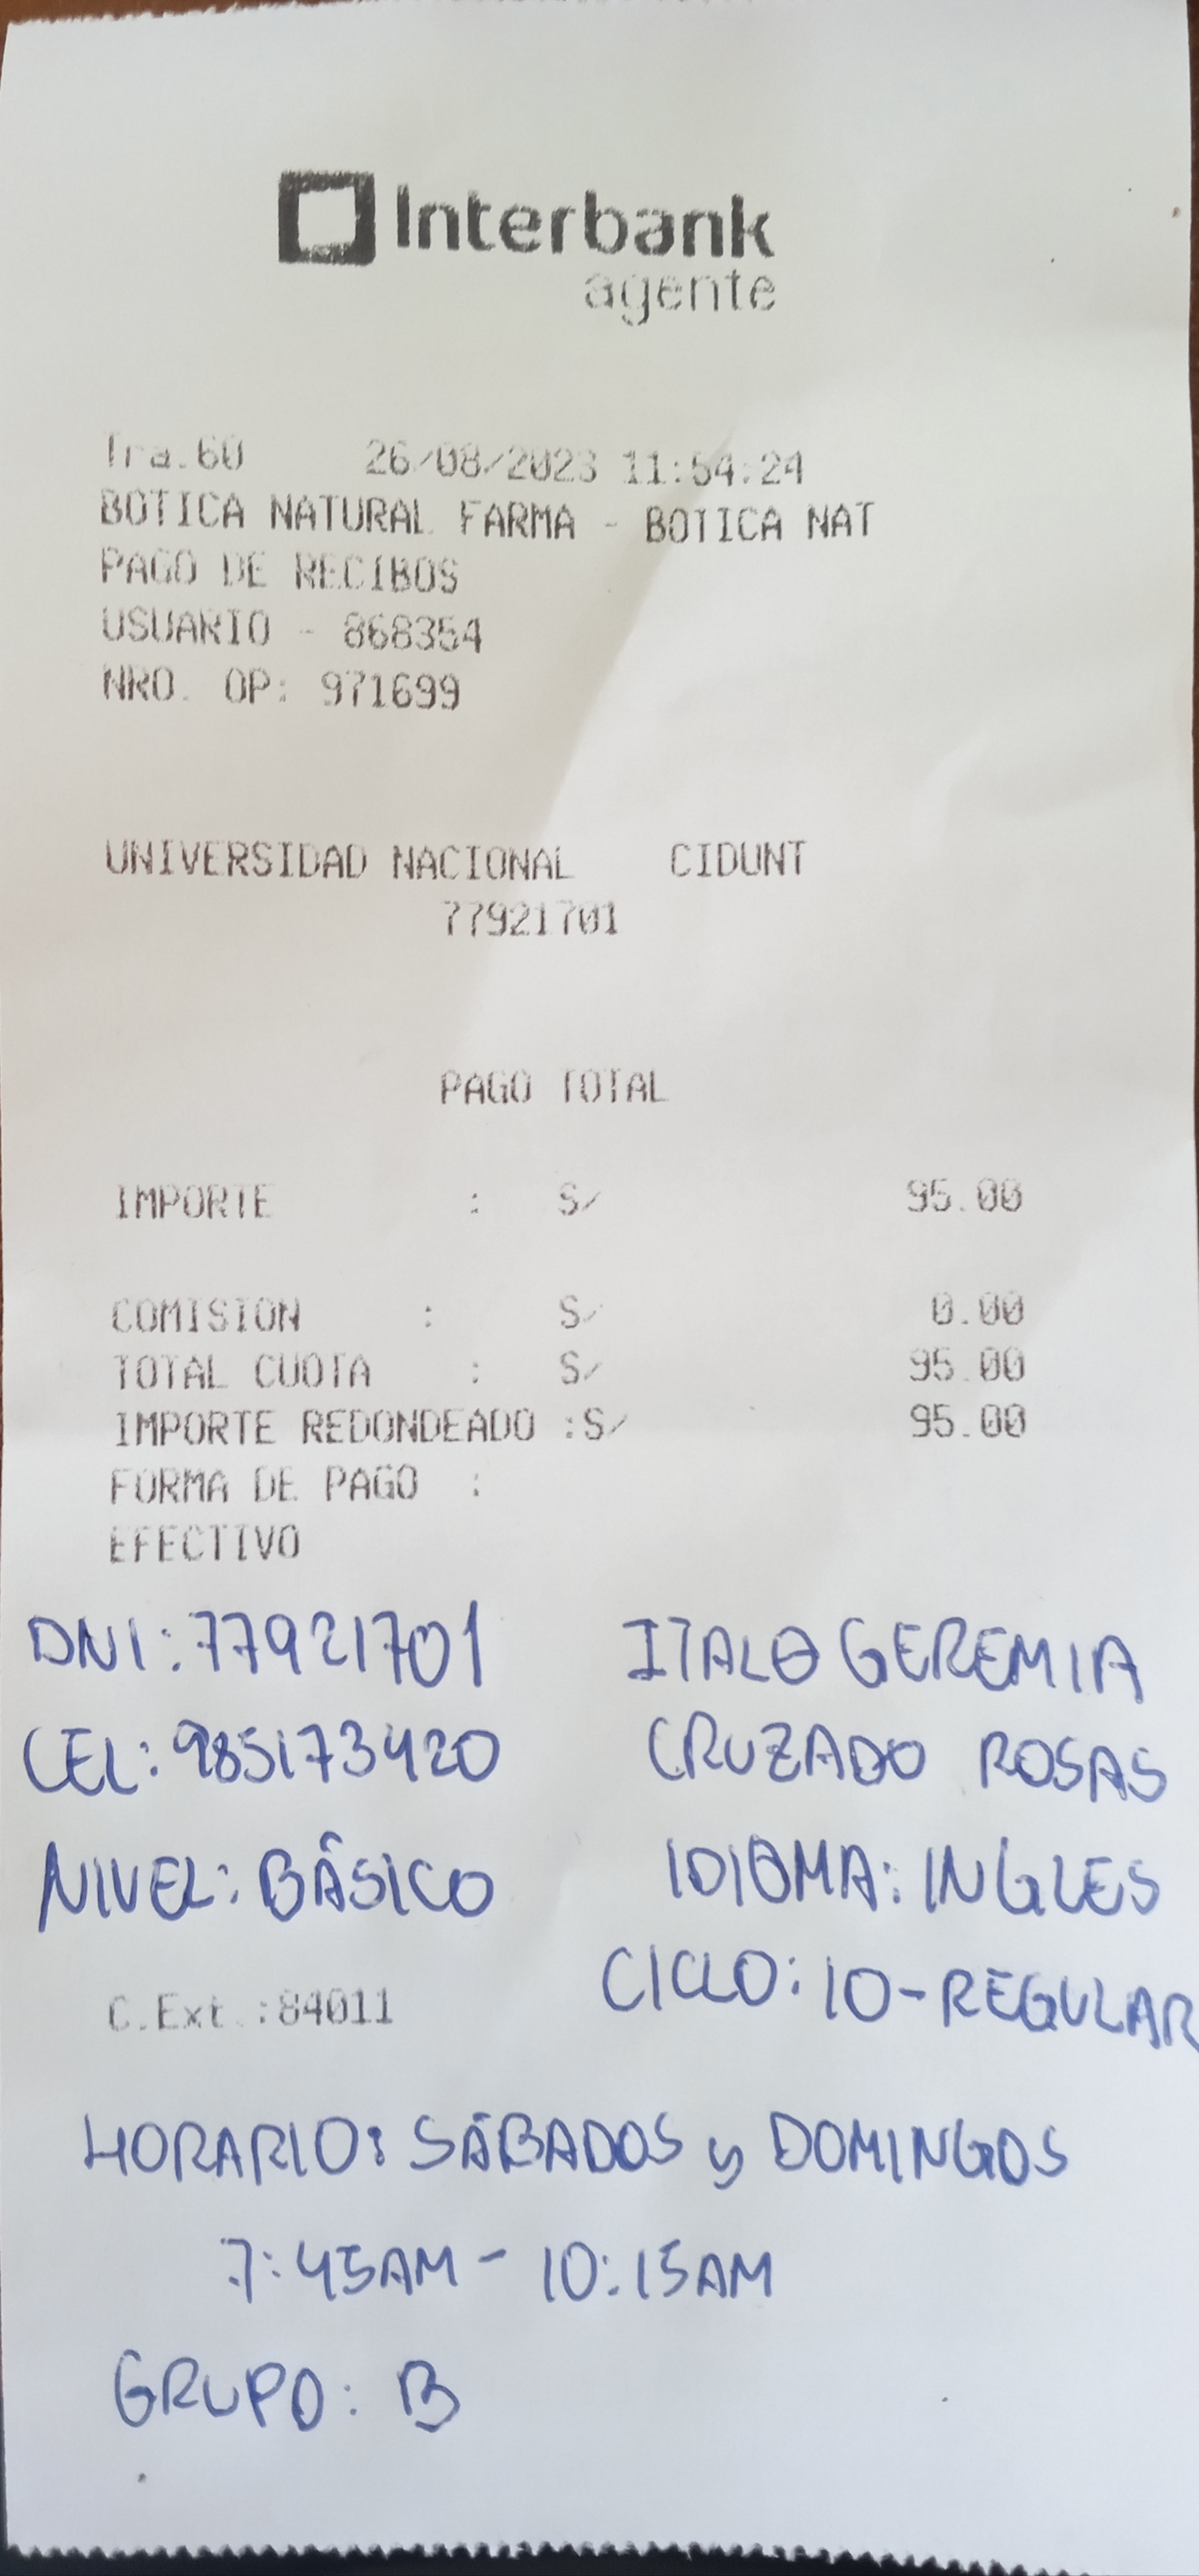 Interbank
agente
Tra.60 26/08/2023 11:54:24
BOTICA NATURAL FARMA - BOTICA NAT
PAGO DE RECIBOS
USUARIO - 868354
NRO. OP: 971699
UNIVERSIDAD NACIONAL CIDUNT
77921701
PAGO TOTAL
IMPORTE : S/ 95.00
COMISION : S/ 0.00
TOTAL CUOTA : S/ 95.00
IMPORTE REDONDEADO :S/ 95.00
FORMA DE PAGO :
EFECTIVO
DNI: 77921701 ITALO GEREMIA
CEL: 985173420 CRUZADO ROSAS
NIVEL: BÁSICO IDIOMA: INGLES
CICLO: 10-REGULAR
C.Ext.:84011
HORARIO: SÁBADOS y DOMINGOS
7:45AM - 10:15AM
GRUPO: B